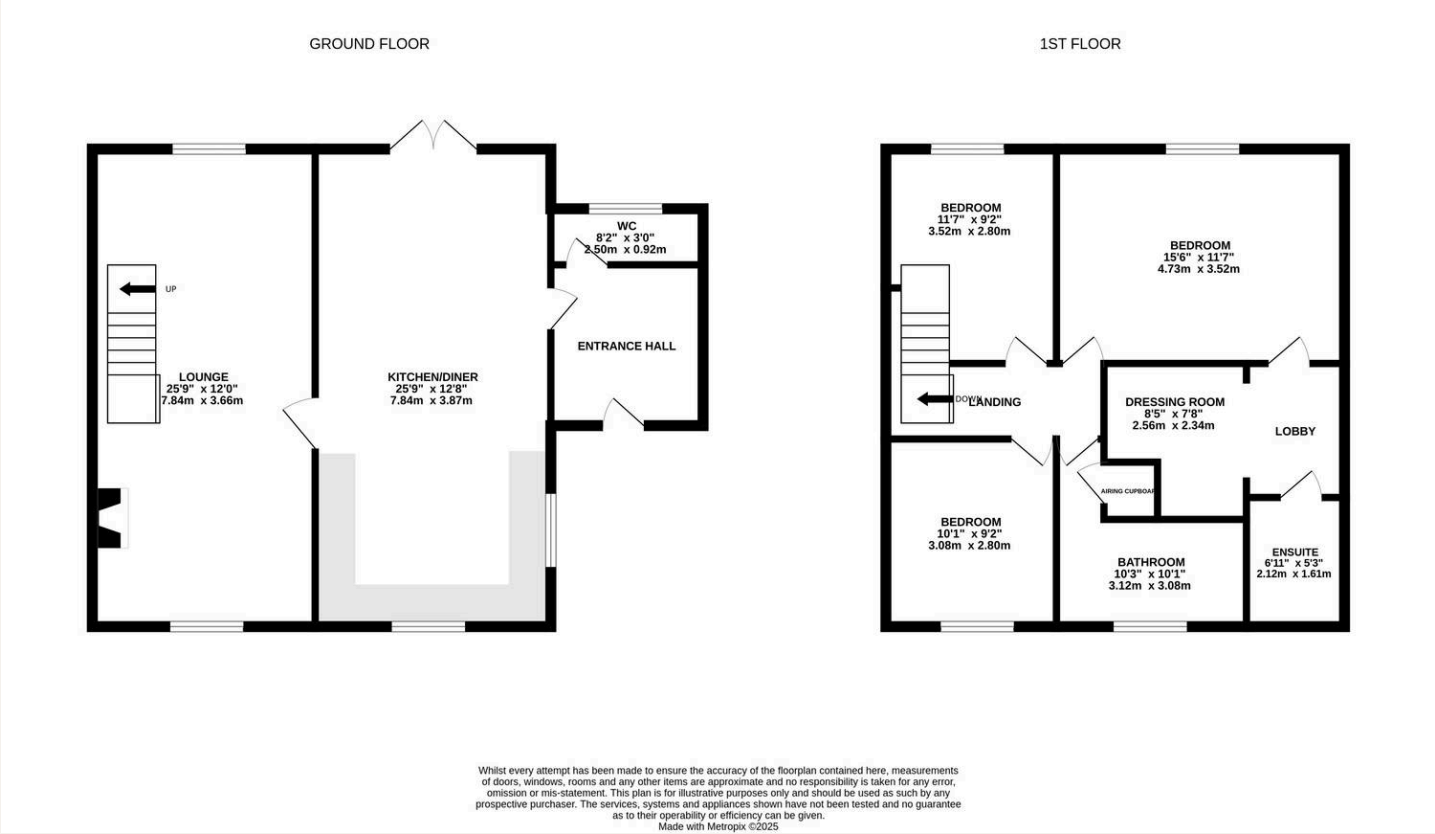 GROUND FLOOR
1ST FLOOR
WC
8'2" x 3'0"
2.50m x 0.92m
UP
ENTRANCE HALL
LOUNGE
25'9" x 12'0"
7.84m x 3.66m
KITCHEN/DINER
25'9" x 12'8"
7.84m x 3.87m
BEDROOM
11'7" x 9'2"
3.52m x 2.80m
BEDROOM
15'6" x 11'7"
4.73m x 3.52m
DOWN
LANDING
DRESSING ROOM
8'5" x 7'8"
2.56m x 2.34m
LOBBY
AIRING CUPBOAR
BEDROOM
10'1" x 9'2"
3.08m x 2.80m
BATHROOM
10'3" x 10'1"
3.12m x 3.08m
ENSUITE
6'11" x 5'3"
2.12m x 1.61m
Whilst every attempt has been made to ensure the accuracy of the floorplan contained here, measurements
of doors, windows, rooms and any other items are approximate and no responsibility is taken for any error,
omission or mis-statement. This plan is for illustrative purposes only and should be used as such by any
prospective purchaser. The services, systems and appliances shown have not been tested and no guarantee
as to their operability or efficiency can be given.
Made with Metropix ©2025